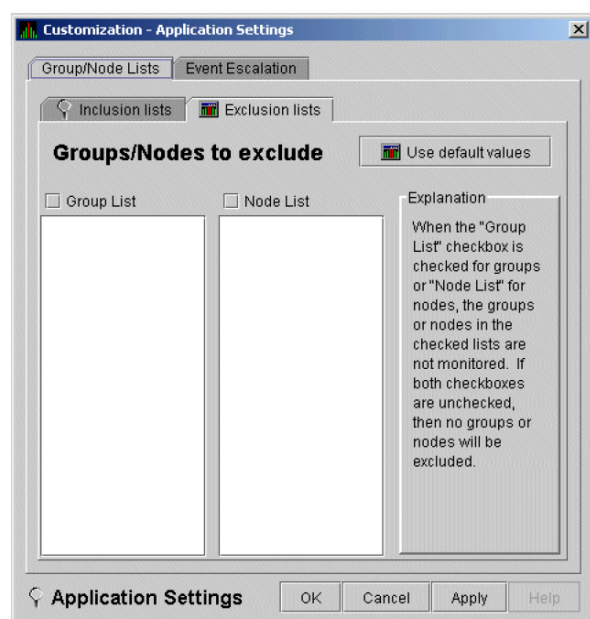 Customization - Application Settings
Group/Node Lists
Event Escalation
Inclusion lists
Exclusion lists
Groups/Nodes to exclude
Use default values
Group List
Node List
Explanation
When the "Group
List" checkbox is
checked for groups
or "Node List" for
nodes, the groups
or nodes in the
checked lists are
not monitored. If
both checkboxes
are unchecked,
then no groups or
nodes will be
excluded.
Application Settings
OK
Cancel
Apply
Help